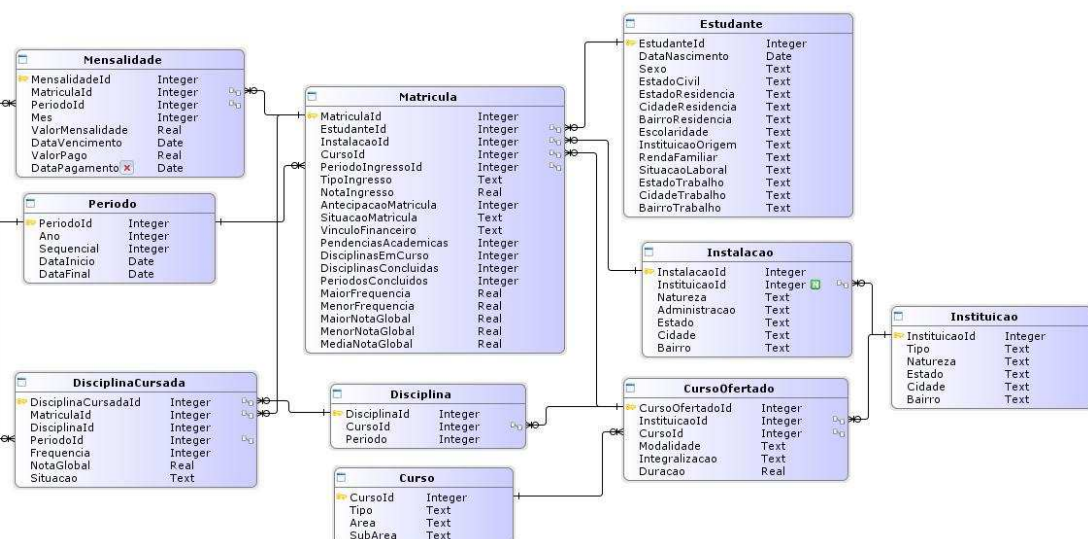 Mensalidade
MensalidadeId Integer
MatriculaId Integer
PeriodoId Integer
Mes Integer
ValorMensalidade Real
DataVencimento Date
ValorPago Real
DataPagamento Date
Periodo
PeriodoId Integer
Ano Integer
Sequencial Integer
DataInicio Date
DataFinal Date
DisciplinaCursada
DisciplinaCursadaId Integer
MatriculaId Integer
DisciplinaId Integer
PeriodoId Integer
Frequencia Integer
NotaGlobal Real
Situacao Text
Matricula
MatriculaId Integer
EstudanteId Integer
InstalacaoId Integer
CursoId Integer
PeriodoIngressoId Integer
TipoIngresso Text
NotaIngresso Real
AntecipacaoMatricula Integer
SituacaoMatricula Text
VinculoFinanceiro Text
PendenciasAcademicas Integer
DisciplinasEmCurso Integer
DisciplinasConcluidas Integer
PeriodosConcluidos Integer
MaiorFrequencia Real
MenorFrequencia Real
MaiorNotaGlobal Real
MenorNotaGlobal Real
MediaNotaGlobal Real
Disciplina
DisciplinaId Integer
CursoId Integer
Periodo Integer
Curso
CursoId Integer
Tipo Text
Area Text
SubArea Text
Estudante
EstudanteId Integer
DataNascimento Date
Sexo Text
EstadoCivil Text
EstadoResidencia Text
CidadeResidencia Text
BairroResidencia Text
Escolaridade Text
InstituicaoOrigem Text
RendaFamiliar Text
SituacaoLaboral Text
EstadoTrabalho Text
CidadeTrabalho Text
BairroTrabalho Text
Instalacao
InstalacaoId Integer
InstituicaoId Integer
Natureza Text
Administracao Text
Estado Text
Cidade Text
Bairro Text
CursoOfertado
CursoOfertadoId Integer
InstituicaoId Integer
CursoId Integer
Modalidade Text
Integralizacao Text
Duracao Real
Instituicao
InstituicaoId Integer
Tipo Text
Natureza Text
Estado Text
Cidade Text
Bairro Text